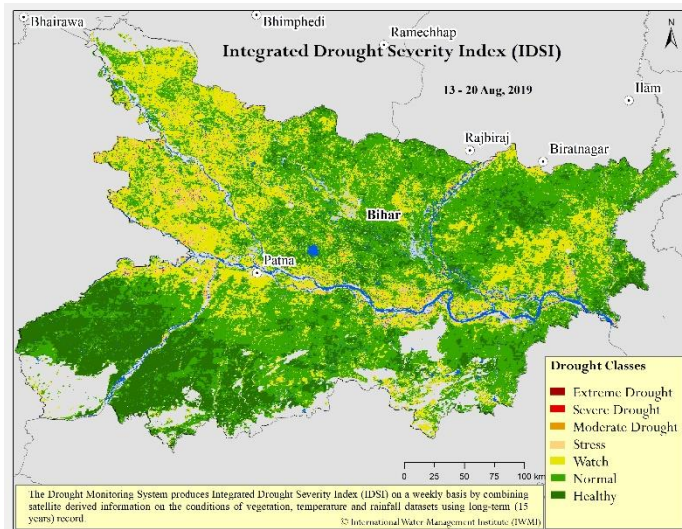 Bhairawa
Bhimphedi
Ramechhap
Integrated Drought Severity Index (IDSI)
N
13 - 20 Aug, 2019
Ilam
Rajbiraj
Biratnagar
Bihar
Patna
Drought Classes
Extreme Drought
Severe Drought
Moderate Drought
Stress
Watch
Normal
Healthy
0 25 50 75 100 km
The Drought Monitoring System produces Integrated Drought Severity Index (IDSI) on a weekly basis by combining
satellite derived information on the conditions of vegetation, temperature and rainfall datasets using long-term (15
years) record.
© International Water Management Institute (IWMI)